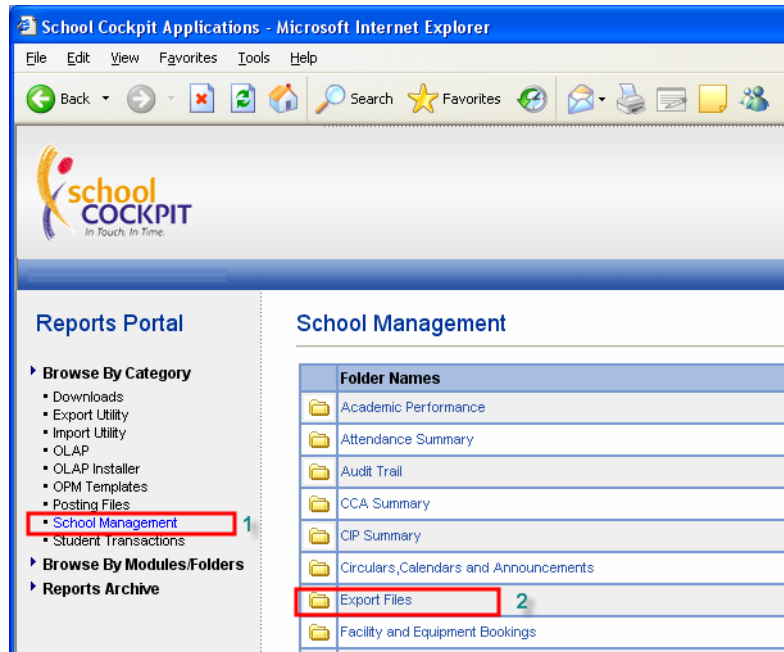 School Cockpit Applications - Microsoft Internet Explorer
File Edit View Favorites Tools Help
Back Search Favorites
school
COCKPIT
In Touch. In Time.
Reports Portal
Browse By Category
Downloads
Export Utility
Import Utility
OLAP
OLAP Installer
OPM Templates
Posting Files
School Management 1
Student Transactions
Browse By Modules/Folders
Reports Archive
School Management
Folder Names
Academic Performance
Attendance Summary
Audit Trail
CCA Summary
CIP Summary
Circulars,Calendars and Announcements
Export Files 2
Facility and Equipment Bookings